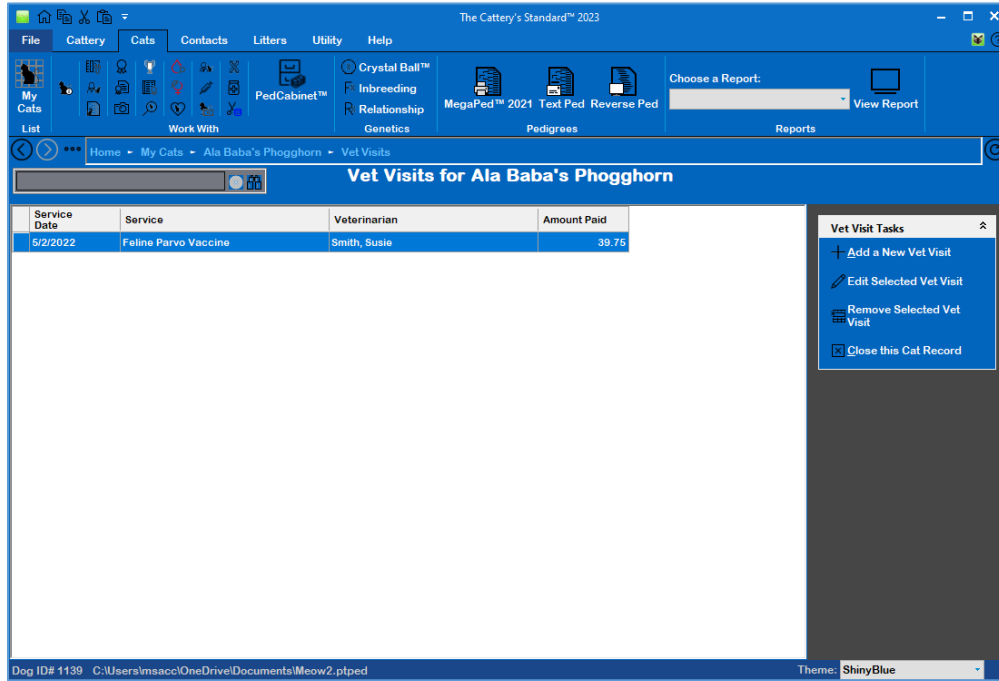 The Cattery's Standard™ 2023
File Cattery Cats Contacts Litters Utility Help
My Cats
PedCabinet™
Crystal Ball™
Fx Inbreeding
R Relationship
MegaPed™ 2021 Text Ped Reverse Ped
Choose a Report:
View Report
List Work With Genetics Pedigrees Reports
Home My Cats Ala Baba's Phogghorn Vet Visits
Vet Visits for Ala Baba's Phogghorn
Service Date Service Veterinarian Amount Paid
5/2/2022 Feline Parvo Vaccine Smith, Susie 39.75
Vet Visit Tasks
Add a New Vet Visit
Edit Selected Vet Visit
Remove Selected Vet
Visit
Close this Cat Record
Dog ID# 1139 C:\Users\msacc\OneDrive\Documents\Meow2.ptped Theme: ShinyBlue